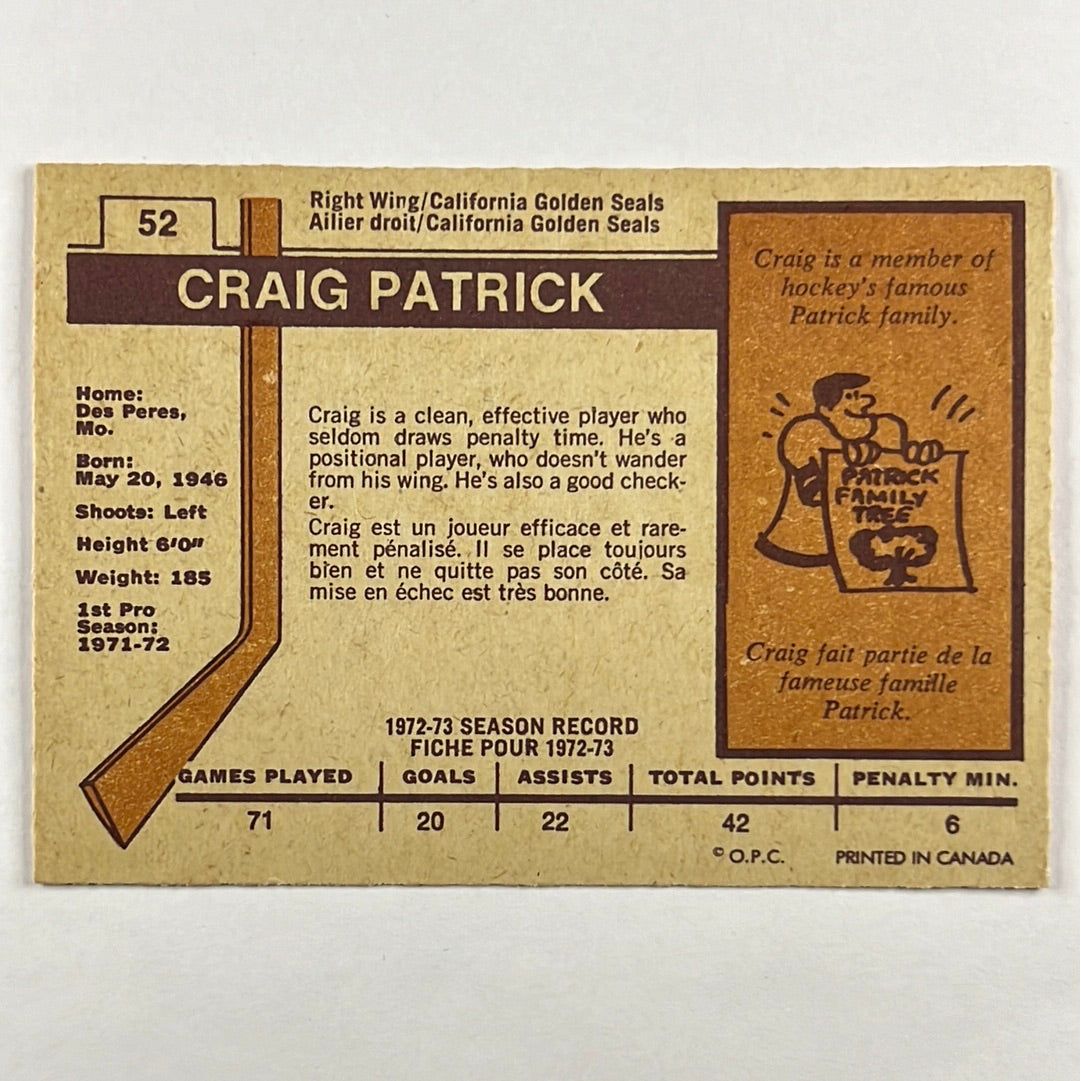 52
Right Wing/California Golden Seals
Ailier droit/California Golden Seals
CRAIG PATRICK
Home:
Des Peres,
Mo.
Born:
May 20, 1946
Shoots: Left
Height 6'0"
Weight: 185
1st Pro
Season:
1971-72
Craig is a clean, effective player who
seldom draws penalty time. He's a
positional player, who doesn't wander
from his wing. He's also a good check-
er.
Craig est un joueur efficace et rare-
ment pénalisé. Il se place toujours
bien et ne quitte pas son côté. Sa
mise en échec est très bonne.
Craig is a member of
hockey's famous
Patrick family.
PATRICK
FAMILY
TREE
Craig fait partie de la
fameuse famille
Patrick.
1972-73 SEASON RECORD
FICHE POUR 1972-73
GAMES PLAYED GOALS ASSISTS TOTAL POINTS PENALTY MIN.
71 20 22 42 6
© O.P.C. PRINTED IN CANADA